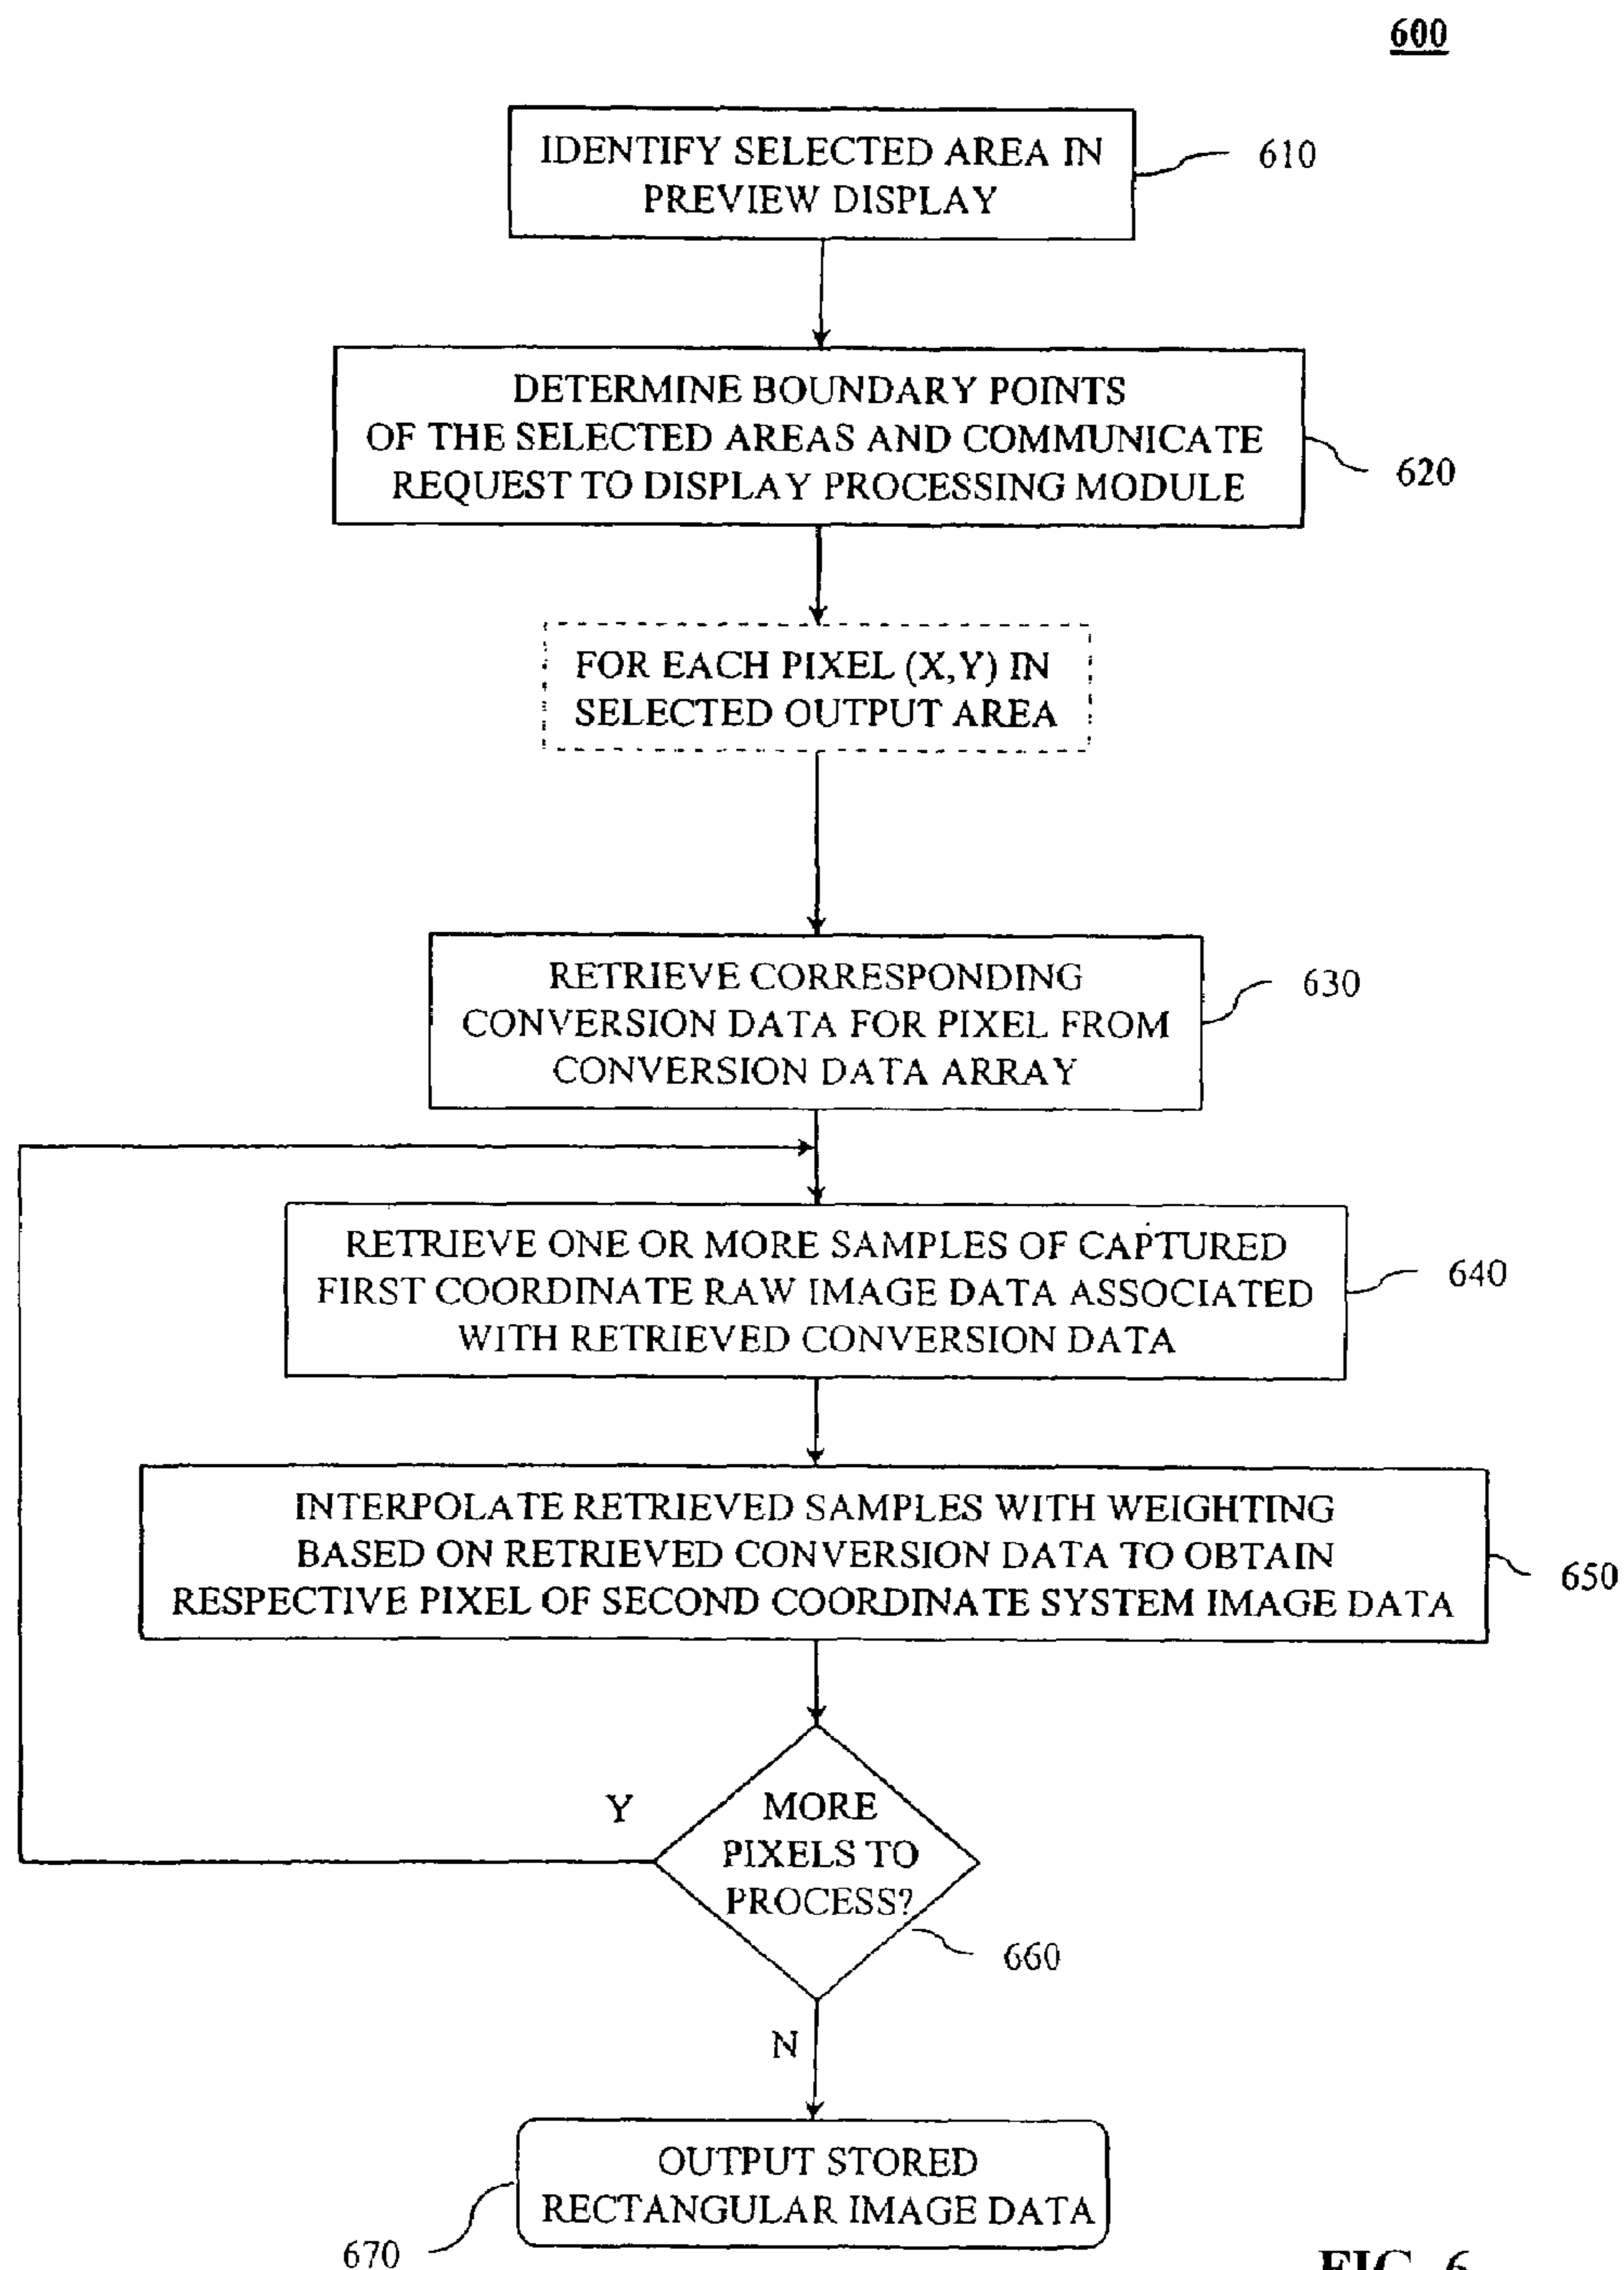 600
IDENTIFY SELECTED AREA IN
PREVIEW DISPLAY
610
DETERMINE BOUNDARY POINTS
OF THE SELECTED AREAS AND COMMUNICATE
REQUEST TO DISPLAY PROCESSING MODULE
620
FOR EACH PIXEL (X,Y) IN
SELECTED OUTPUT AREA
RETRIEVE CORRESPONDING
CONVERSION DATA FOR PIXEL FROM
CONVERSION DATA ARRAY
630
RETRIEVE ONE OR MORE SAMPLES OF CAPTURED
FIRST COORDINATE RAW IMAGE DATA ASSOCIATED
WITH RETRIEVED CONVERSION DATA
640
INTERPOLATE RETRIEVED SAMPLES WITH WEIGHTING
BASED ON RETRIEVED CONVERSION DATA TO OBTAIN
RESPECTIVE PIXEL OF SECOND COORDINATE SYSTEM IMAGE DATA
650
Y
MORE
PIXELS TO
PROCESS?
660
N
OUTPUT STORED
RECTANGULAR IMAGE DATA
670
FIG. 6